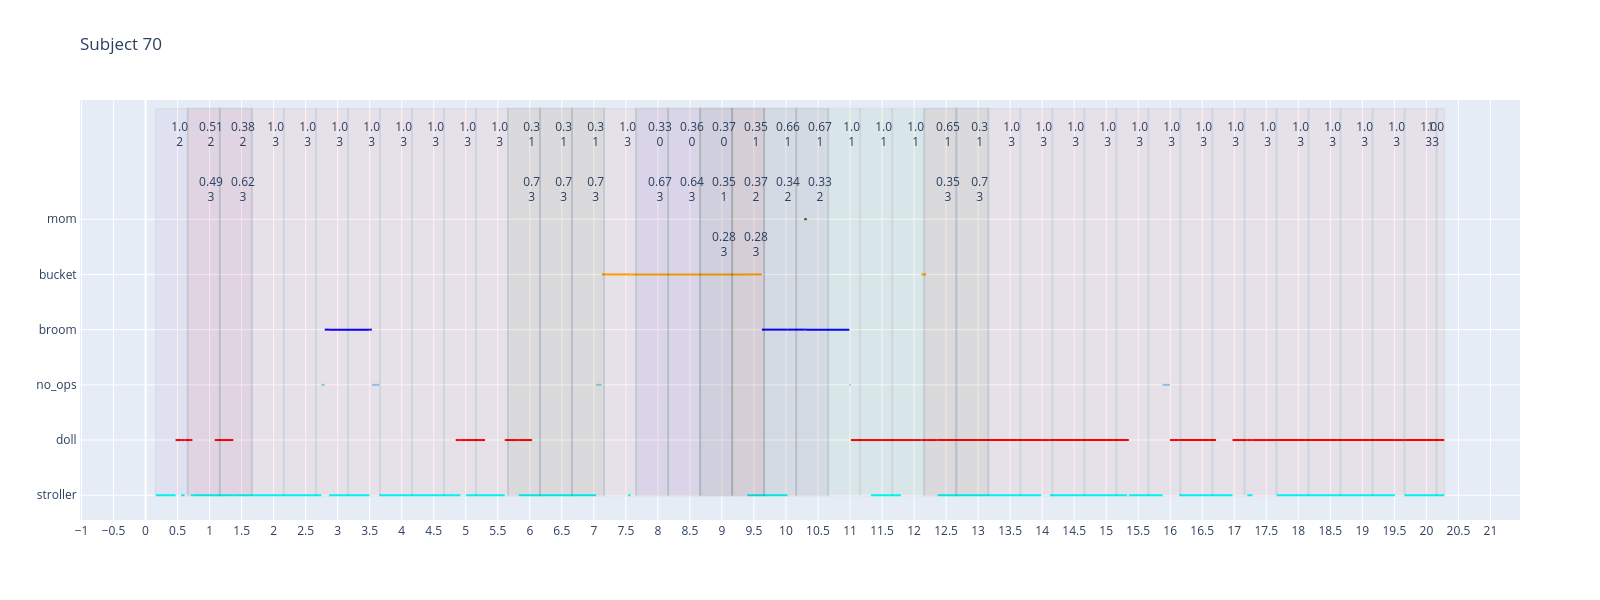 Subject 70
1.0 0.51 0.38 1.0 1.0 1.0 1.0 1.0 1.0 1.0 1.0 0.3 0.3 0.3 1.0 0.33 0.36 0.37 0.35 0.66 0.67 1.0 1.0 1.0 0.65 0.3 1.0 1.0 1.0 1.0 1.0 1.0 1.0 1.0 1.0 1.0 1.0 1.0 1.0 1.0 1.0
2 2 2 3 3 3 3 3 3 3 3 1 1 1 3 0 0 0 1 1 1 1 1 1 1 1 3 3 3 3 3 3 3 3 3 3 3 3 3 3 3
0.49 0.62 0.7 0.7 0.7 0.67 0.64 0.35 0.37 0.34 0.33 0.35 0.7
3 3 3 3 3 3 3 1 2 2 2 3 3
mom
0.28 0.28
3 3
bucket
broom
no_ops
doll
stroller
−1 −0.5 0 0.5 1 1.5 2 2.5 3 3.5 4 4.5 5 5.5 6 6.5 7 7.5 8 8.5 9 9.5 10 10.5 11 11.5 12 12.5 13 13.5 14 14.5 15 15.5 16 16.5 17 17.5 18 18.5 19 19.5 20 20.5 21